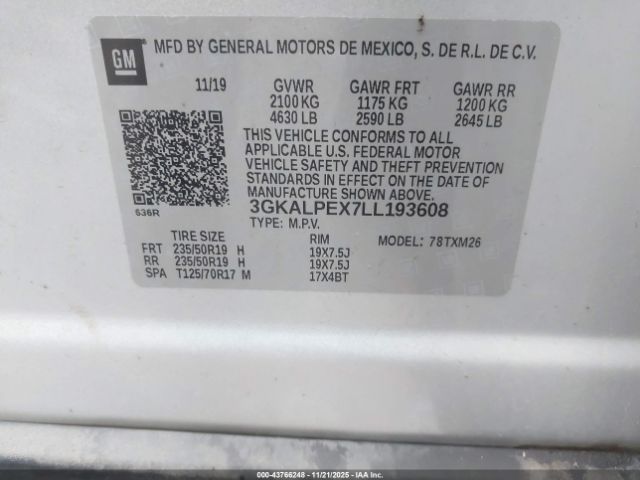 GM
MFD BY GENERAL MOTORS DE MEXICO, S. DE R.L. DE C.V.
11/19 GVWR GAWR FRT GAWR RR
2100 KG 1175 KG 1200 KG
4630 LB 2590 LB 2645 LB
THIS VEHICLE CONFORMS TO ALL
APPLICABLE U.S. FEDERAL MOTOR
VEHICLE SAFETY AND THEFT PREVENTION
STANDARDS IN EFFECT ON THE DATE OF
MANUFACTURE SHOWN ABOVE.
636R 3GKALPEX7LL193608
TYPE: M.P.V.
TIRE SIZE RIM MODEL: 78TXM26
FRT 235/50R19 H 19X7.5J
RR 235/50R19 H 19X7.5J
SPA T125/70R17 M 17X4BT
000-43766248 - 11/21/2025 - IAAI.COM